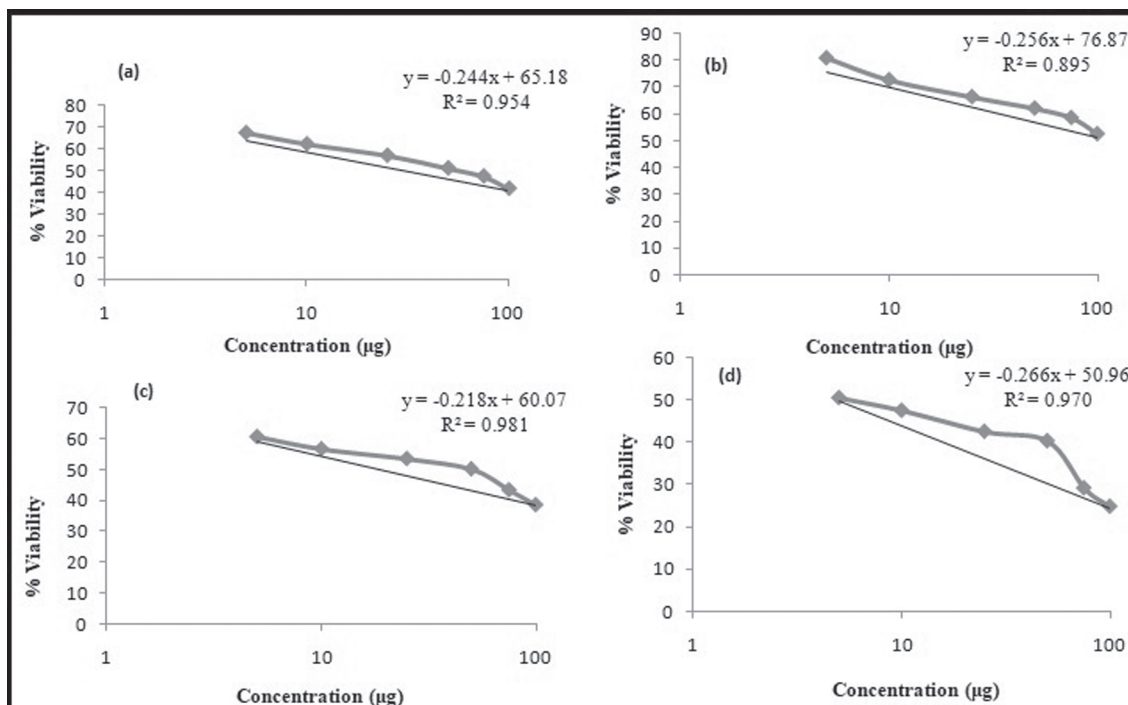 (a)
y = -0.244x + 65.18
R² = 0.954
80
70
60
50
40
30
20
10
0
% Viability
1 10 100
Concentration (µg)
(b)
y = -0.256x + 76.87
R² = 0.895
90
80
70
60
50
40
30
20
10
0
% Viability
1 10 100
Concentration (µg)
(c)
y = -0.218x + 60.07
R² = 0.981
70
60
50
40
30
20
10
0
% Viability
1 10 100
Concentration (µg)
(d)
y = -0.266x + 50.96
R² = 0.970
60
50
40
30
20
10
0
% Viability
1 10 100
Concentration (µg)